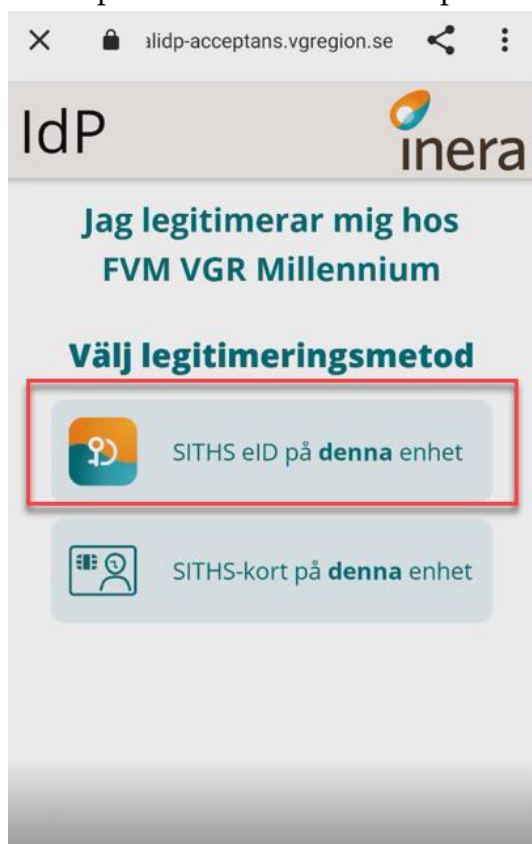 alidp-acceptans.vgregion.se
IdP
inera
Jag legitimerar mig hos
FVM VGR Millennium
Välj legitimeringsmetod
SITHS eID på denna enhet
SITHS-kort på denna enhet